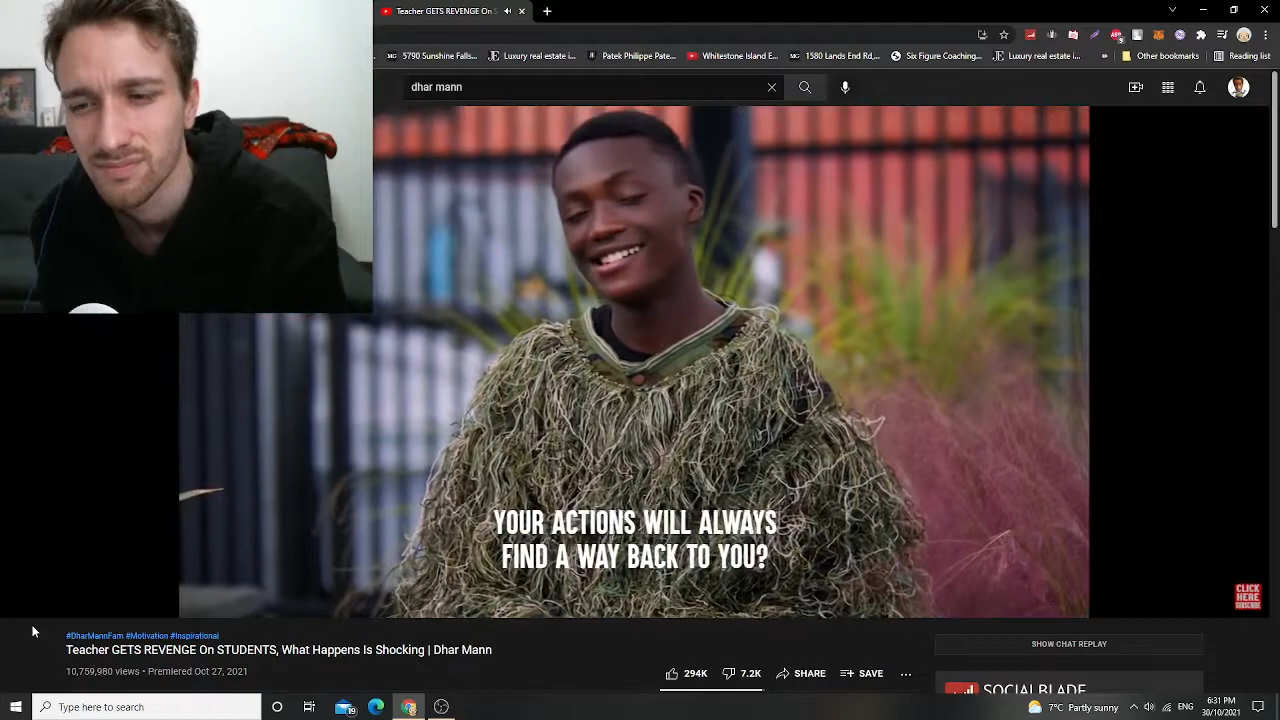 Teacher GETS REVENGE On S
5790 Sunshine Falls...
Luxury real estate i...
Patek Philippe Pate...
Whitestone Island E...
1580 Lands End Rd,...
Six Figure Coaching...
Luxury real estate i...
Other bookmarks
Reading list
dhar mann
YOUR ACTIONS WILL ALWAYS
FIND A WAY BACK TO YOU?
CLICK
HERE
SUBSCRIBE
#DharMannFam #Motivation #Inspirational
Teacher GETS REVENGE On STUDENTS, What Happens Is Shocking | Dhar Mann
10,759,980 views • Premiered Oct 27, 2021
294K
7.2K
SHARE
SAVE
SHOW CHAT REPLAY
SOCIALBLADE
Type here to search
19
7°C Partly sunny
ENG
6:31 PM
30/10/2021